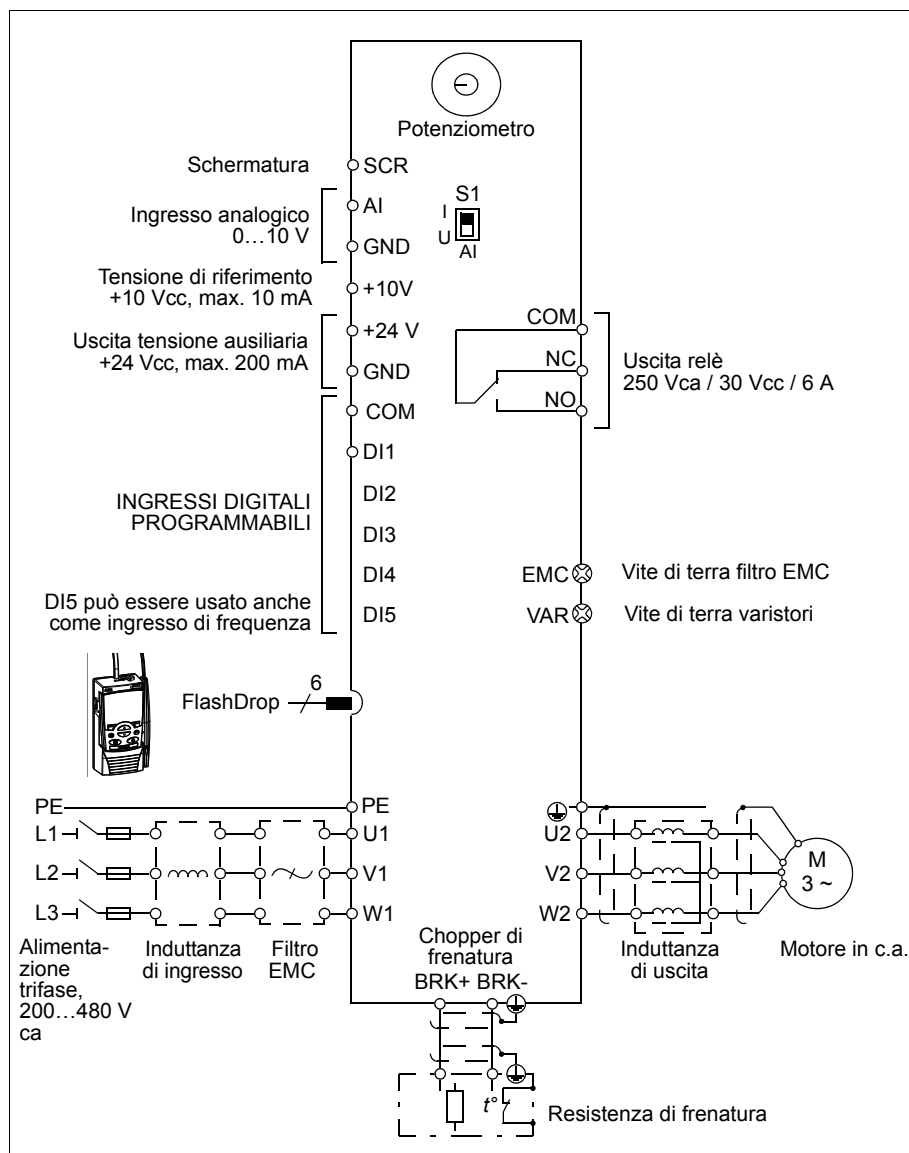 Potenziometro
Schermatura
SCR
Ingresso analogico
0…10 V
AI
GND
S1
I
U
AI
Tensione di riferimento
+10 Vcc, max. 10 mA
+10V
Uscita tensione ausiliaria
+24 Vcc, max. 200 mA
+24 V
GND
COM
NC
NO
Uscita relè
250 Vca / 30 Vcc / 6 A
INGRESSI DIGITALI
PROGRAMMABILI
COM
DI1
DI2
DI3
DI4
DI5
DI5 può essere usato anche
come ingresso di frequenza
EMC
Vite di terra filtro EMC
VAR
Vite di terra varistori
FlashDrop
6
PE
PE
L1
U1
U2
L2
V1
V2
L3
W1
W2
M
3 ~
Alimenta-
zione
trifase,
200…480 V
ca
Induttanza
di ingresso
Filtro
EMC
Chopper di
frenatura
BRK+ BRK-
Induttanza
di uscita
Motore in c.a.
t°
Resistenza di frenatura